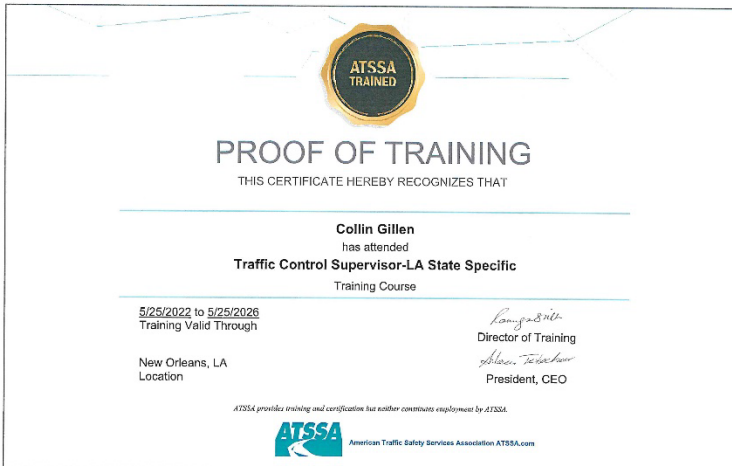 ATSSA
TRAINED
PROOF OF TRAINING
THIS CERTIFICATE HEREBY RECOGNIZES THAT
Collin Gillen
has attended
Traffic Control Supervisor-LA State Specific
Training Course
5/25/2022 to 5/25/2026
Training Valid Through
Director of Training
New Orleans, LA
Location
President, CEO
ATSSA provides training and certification but neither constitutes employment by ATSSA.
ATSSA
American Traffic Safety Services Association ATSSA.com